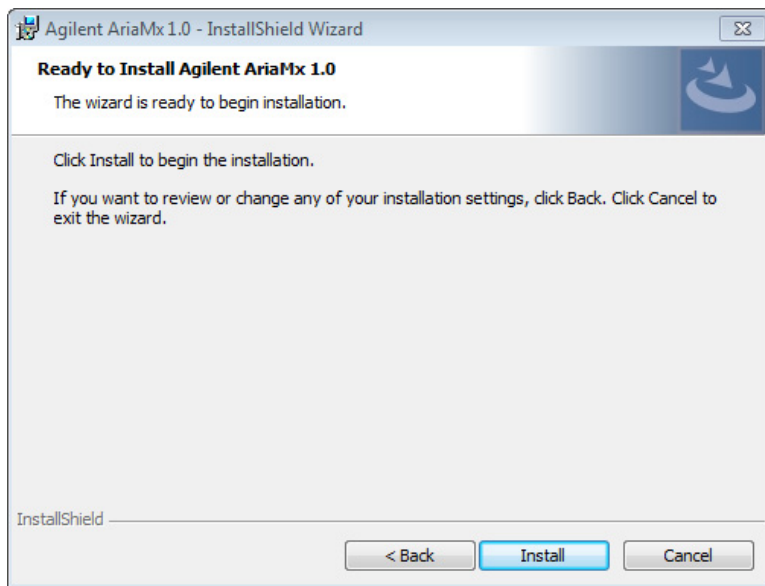 Agilent AriaMx 1.0 - InstallShield Wizard
Ready to Install Agilent AriaMx 1.0
The wizard is ready to begin installation.
Click Install to begin the installation.
If you want to review or change any of your installation settings, click Back. Click Cancel to
exit the wizard.
InstallShield
< Back
Install
Cancel